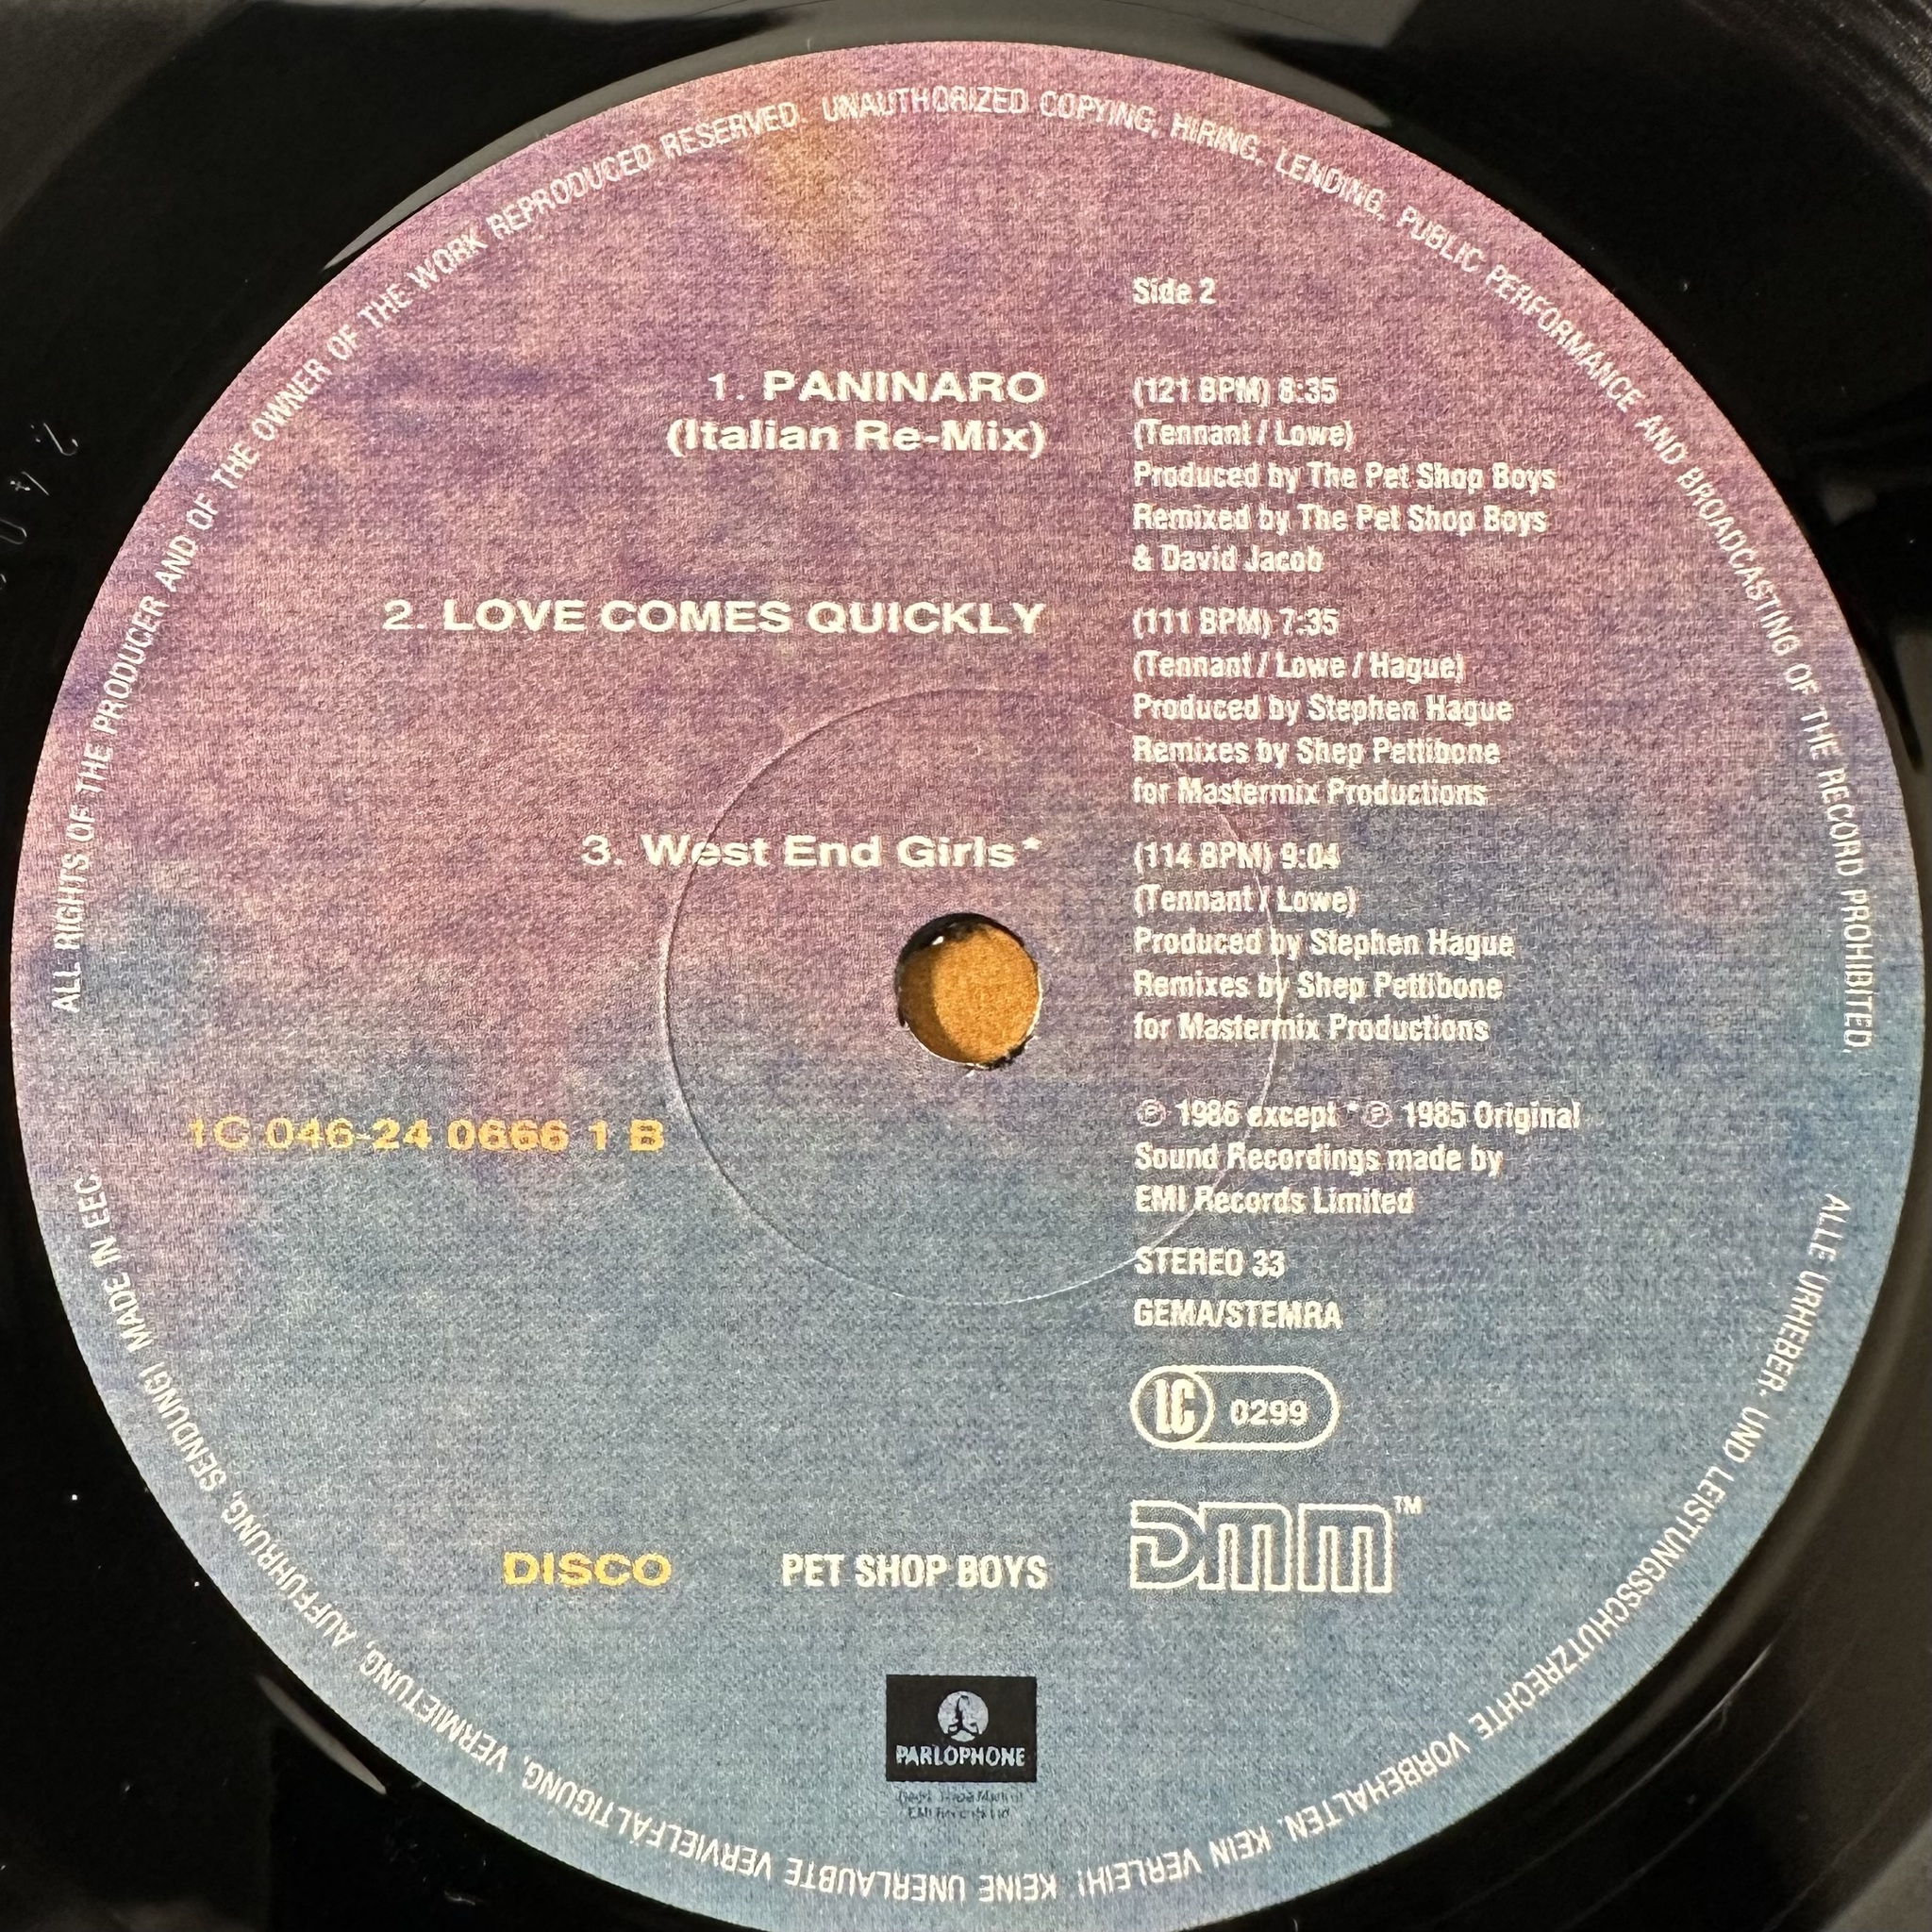 ALL RIGHTS OF THE PRODUCER AND OF THE OWNER OF THE WORK REPRODUCED RESERVED. UNAUTHORIZED COPYING, HIRING, LENDING, PUBLIC PERFORMANCE AND BROADCASTING OF THE RECORD PROHIBITED.
Side 2
1. PANINARO
(Italian Re-Mix)
(121 BPM) 8:35
(Tennant / Lowe)
Produced by The Pet Shop Boys
Remixed by The Pet Shop Boys
& David Jacob
2. LOVE COMES QUICKLY
(111 BPM) 7:35
(Tennant / Lowe / Hague)
Produced by Stephen Hague
Remixes by Shep Pettibone
for Mastermix Productions
3. West End Girls*
(114 BPM) 9:04
(Tennant / Lowe)
Produced by Stephen Hague
Remixes by Shep Pettibone
for Mastermix Productions
1C 046-24 0666 1 B
℗ 1986 except *℗ 1985 Original
Sound Recordings made by
EMI Records Limited
STEREO 33
GEMA/STEMRA
LC 0299
DMM™
DISCO PET SHOP BOYS
PARLOPHONE
ALLE URHEBER- UND LEISTUNGSSCHUTZRECHTE VORBEHALTEN. KEIN VERLEIH! KEINE UNERLAUBTE VERVIELFÄLTIGUNG, VERMIETUNG, AUFFÜHRUNG, SENDUNG! MADE IN EEC.